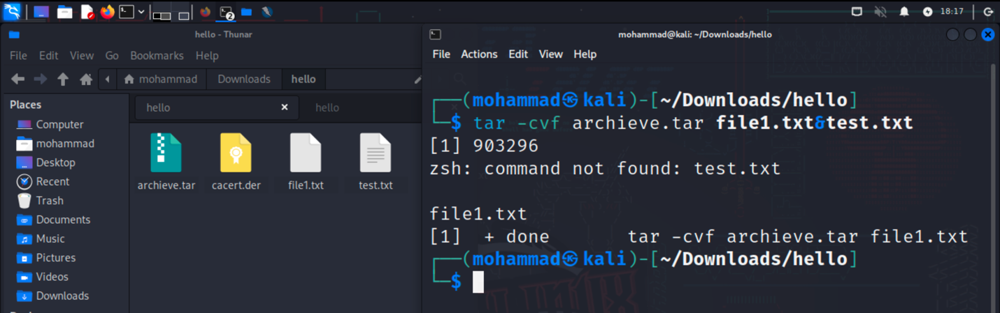 2
18:17
hello - Thunar
File Edit View Go Bookmarks Help
mohammad Downloads hello
Places
Computer
mohammad
Desktop
Recent
Trash
Documents
Music
Pictures
Videos
Downloads
hello hello
archieve.tar cacert.der file1.txt test.txt
mohammad@kali: ~/Downloads/hello
File Actions Edit View Help
┌──(mohammad㉿kali)-[~/Downloads/hello]
└─$ tar -cvf archieve.tar file1.txt&test.txt
[1] 903296
zsh: command not found: test.txt
file1.txt
[1] + done tar -cvf archieve.tar file1.txt
┌──(mohammad㉿kali)-[~/Downloads/hello]
└─$